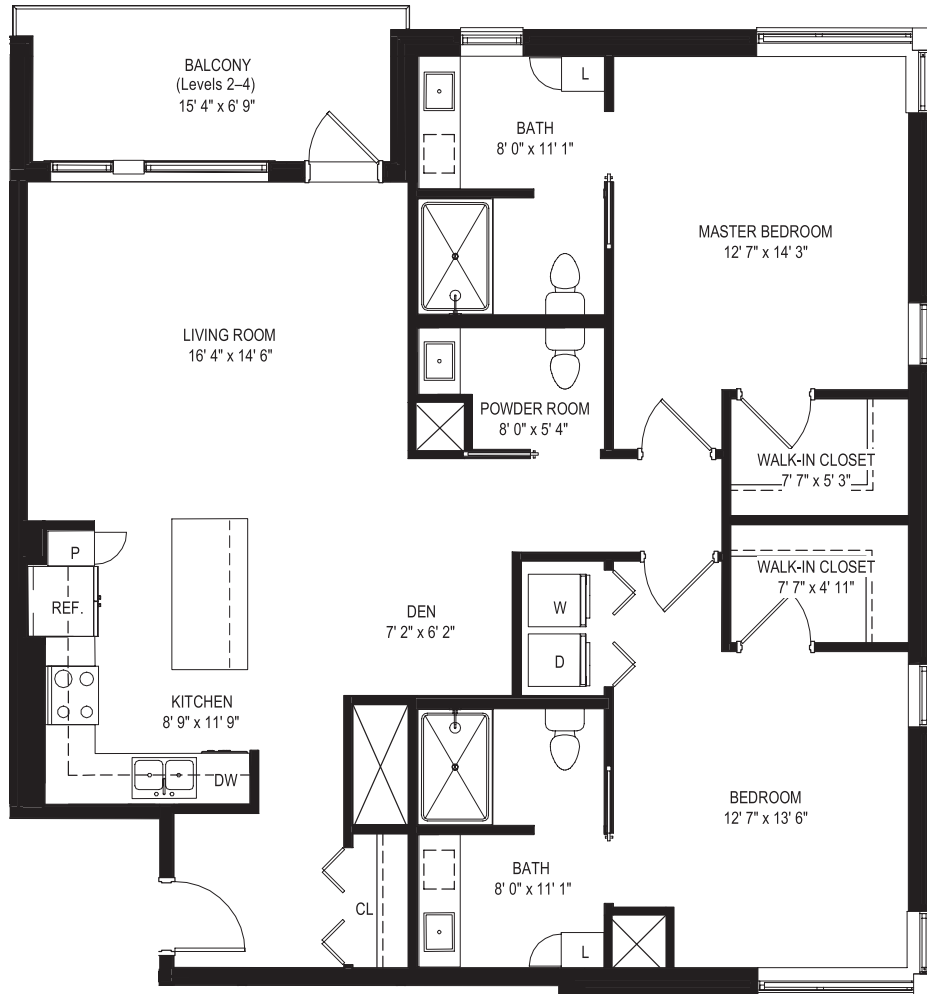 BALCONY
(Levels 2–4)
15' 4" x 6' 9"
L
BATH
8' 0" x 11' 1"
MASTER BEDROOM
12' 7" x 14' 3"
LIVING ROOM
16' 4" x 14' 6"
POWDER ROOM
8' 0" x 5' 4"
WALK-IN CLOSET
7' 7" x 5' 3"
P
REF.
WALK-IN CLOSET
7' 7" x 4' 11"
W
DEN
7' 2" x 6' 2"
D
KITCHEN
8' 9" x 11' 9"
DW
BEDROOM
12' 7" x 13' 6"
BATH
8' 0" x 11' 1"
CL
L